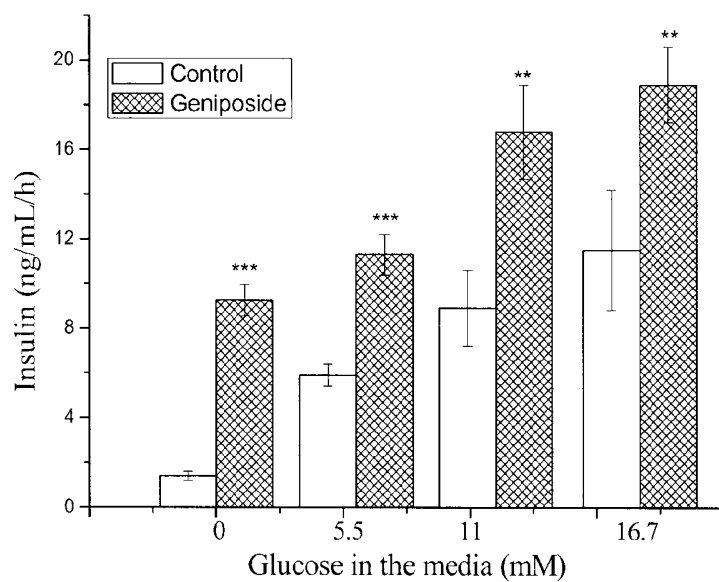 20
16
12
8
4
0
Insulin (ng/mL/h)
Control
Geniposide
***
***
**
**
0 5.5 11 16.7
Glucose in the media (mM)